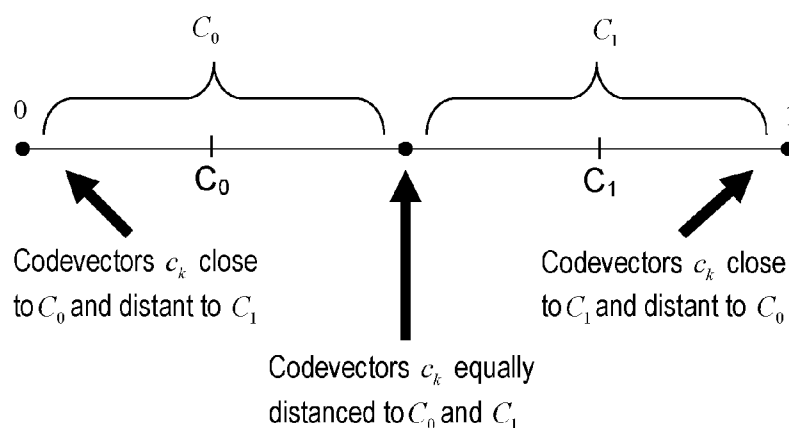 C₀ C₁
0 1
C₀ C₁
Codevectors cₖ close
to C₀ and distant to C₁
Codevectors cₖ close
to C₁ and distant to C₀
Codevectors cₖ equally
distanced to C₀ and C₁